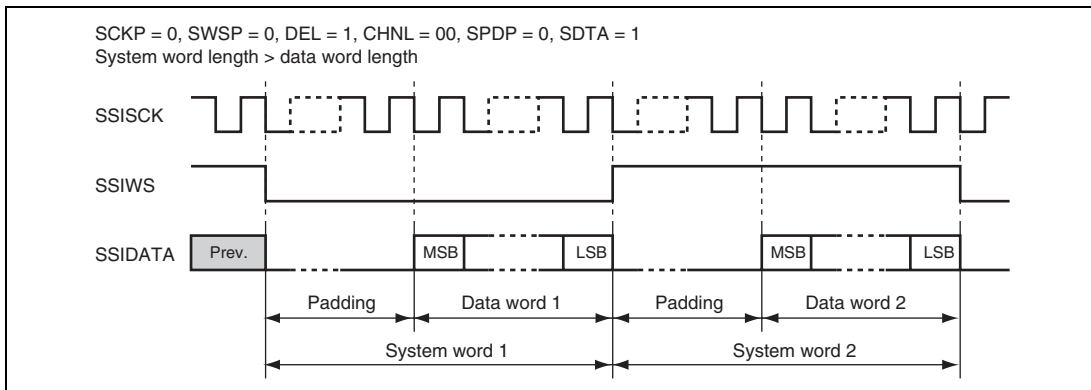 SCKP = 0, SWSP = 0, DEL = 1, CHNL = 00, SPDP = 0, SDTA = 1
System word length > data word length
SSISCK
SSIWS
SSIDATA
Prev.
MSB
LSB
MSB
LSB
Padding
Data word 1
Padding
Data word 2
System word 1
System word 2